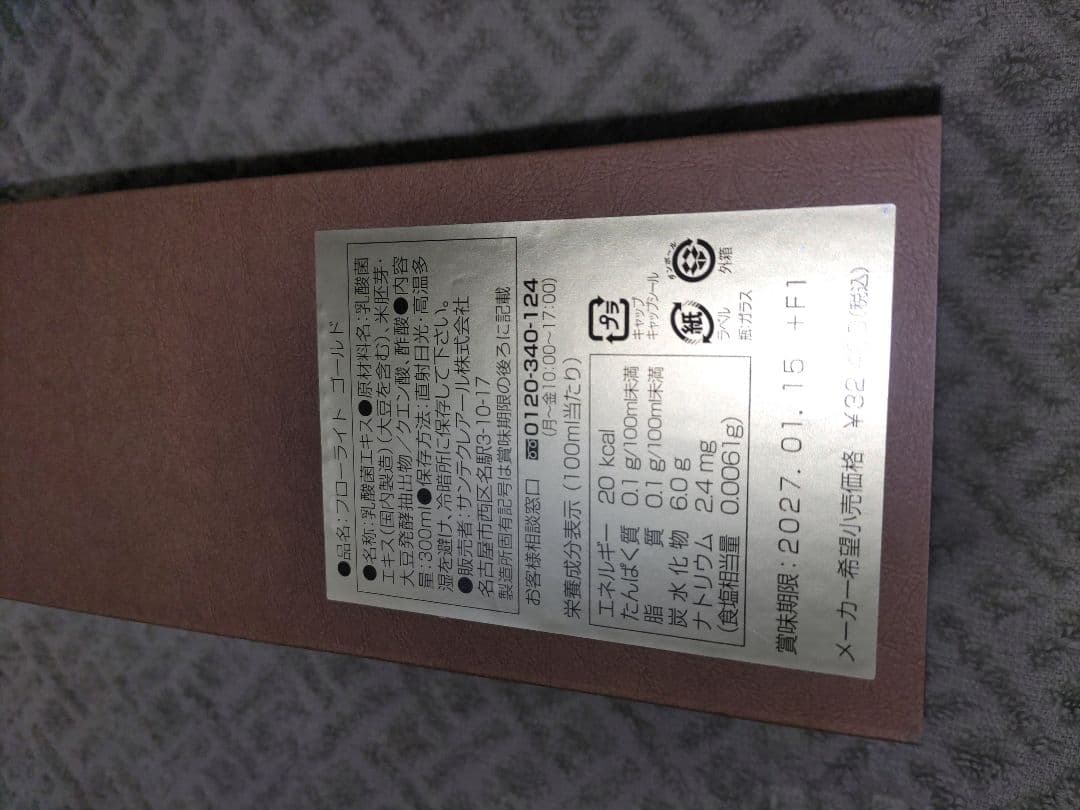 ●品名:フローライト ゴールド
●名称:乳酸菌エキス●原材料名:乳酸菌
エキス(国内製造)(大豆を含む)、米胚芽・
大豆発酵抽出物/クエン酸、酢酸●内容
量:300ml●保存方法:直射日光・高温多
湿を避け、冷暗所に保存して下さい。
●販売者:サンテクレアール株式会社
名古屋市西区名駅3-10-17
製造所固有記号は賞味期限の後ろに記載
お客様相談窓口 0120-340-124
(月~金10:00~17:00)
栄養成分表示(100ml当たり)
エネルギー 20 kcal
たんぱく質 0.1 g/100ml未満
脂質 0.1 g/100ml未満
炭水化物 6.0 g
ナトリウム 2.4 mg
(食塩相当量 0.0061g)
プラ
キャップ
キャップシール
紙
ラベル
ダンボール
外箱
瓶:ガラス
賞味期限:2027.01.15 +F1
メーカー希望小売価格 (税込)